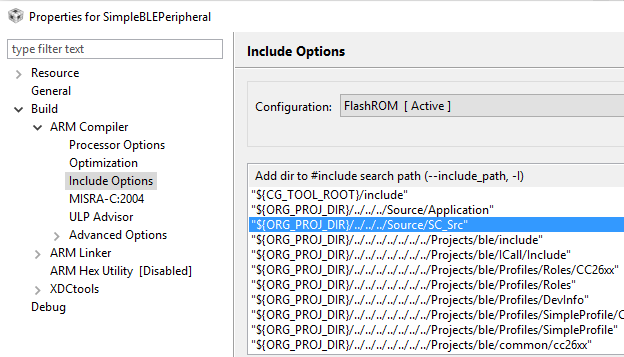 Properties for SimpleBLEPeripheral
type filter text
Resource
General
Build
ARM Compiler
Processor Options
Optimization
Include Options
MISRA-C:2004
ULP Advisor
Advanced Options
ARM Linker
ARM Hex Utility [Disabled]
XDCtools
Debug
Include Options
Configuration: FlashROM [ Active ]
Add dir to #include search path (--include_path, -I)
"${CG_TOOL_ROOT}/include"
"${ORG_PROJ_DIR}/../../../Source/Application"
"${ORG_PROJ_DIR}/../../../Source/SC_Src"
"${ORG_PROJ_DIR}/../../../../../../Projects/ble/include"
"${ORG_PROJ_DIR}/../../../../../../Projects/ble/ICall/Include"
"${ORG_PROJ_DIR}/../../../../../../Projects/ble/Profiles/Roles/CC26xx"
"${ORG_PROJ_DIR}/../../../../../../Projects/ble/Profiles/Roles"
"${ORG_PROJ_DIR}/../../../../../../Projects/ble/Profiles/DevInfo"
"${ORG_PROJ_DIR}/../../../../../../Projects/ble/Profiles/SimpleProfile/C
"${ORG_PROJ_DIR}/../../../../../../Projects/ble/Profiles/SimpleProfile"
"${ORG_PROJ_DIR}/../../../../../../Projects/ble/common/cc26xx"